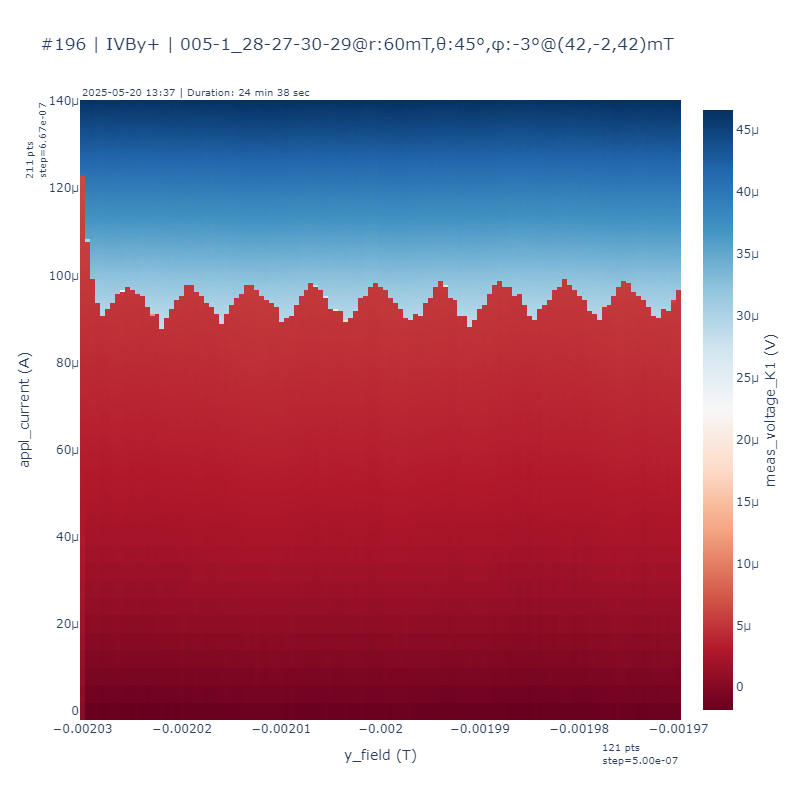 #196 | IVBy+ | 005-1_28-27-30-29@r:60mT,θ:45°,φ:-3°@(42,-2,42)mT
2025-05-20 13:37 | Duration: 24 min 38 sec
211 pts
step=6.67e-07
140μ
120μ
100μ
80μ
60μ
40μ
20μ
0
appl_current (A)
−0.00203
−0.00202
−0.00201
−0.002
−0.00199
−0.00198
−0.00197
y_field (T)
121 pts
step=5.00e-07
45μ
40μ
35μ
30μ
25μ
20μ
15μ
10μ
5μ
0
meas_voltage_K1 (V)